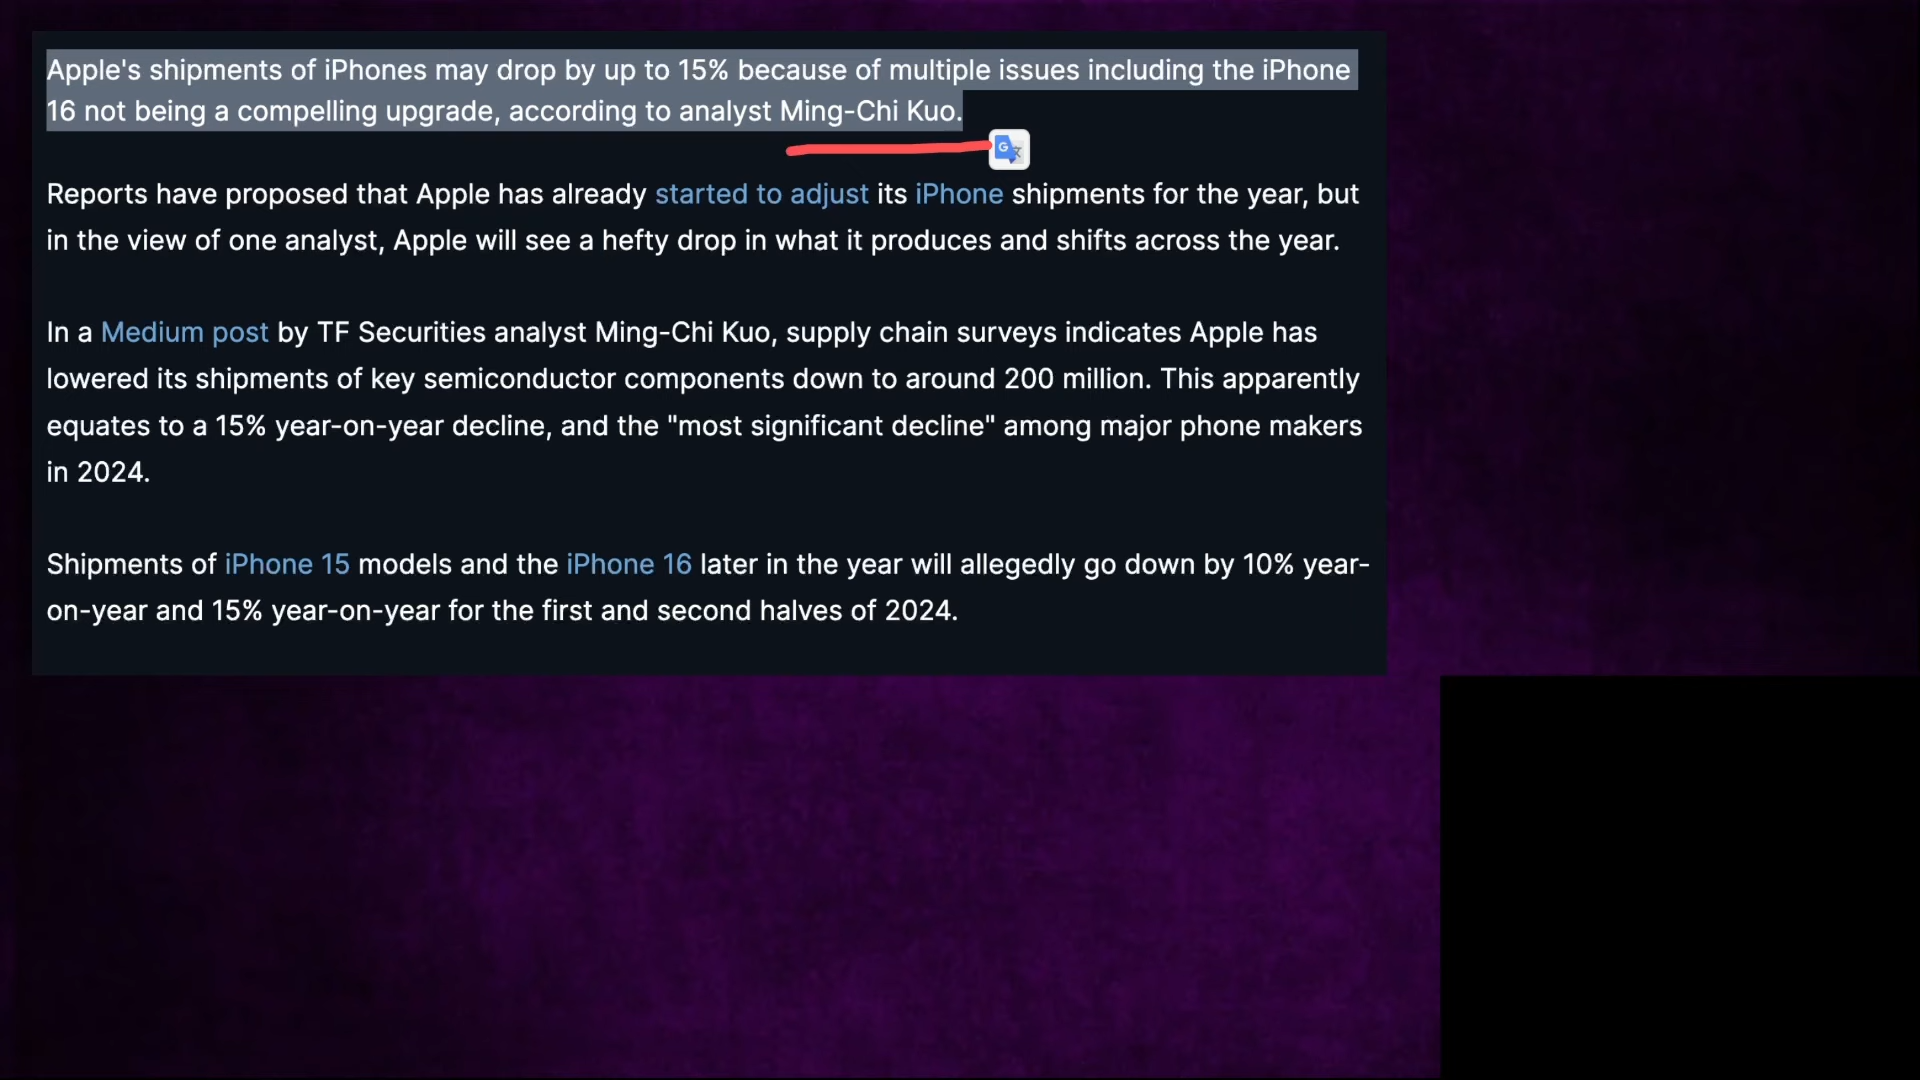 Apple's shipments of iPhones may drop by up to 15% because of multiple issues including the iPhone
16 not being a compelling upgrade, according to analyst Ming-Chi Kuo.
Reports have proposed that Apple has already started to adjust its iPhone shipments for the year, but
in the view of one analyst, Apple will see a hefty drop in what it produces and shifts across the year.
In a Medium post by TF Securities analyst Ming-Chi Kuo, supply chain surveys indicates Apple has
lowered its shipments of key semiconductor components down to around 200 million. This apparently
equates to a 15% year-on-year decline, and the "most significant decline" among major phone makers
in 2024.
Shipments of iPhone 15 models and the iPhone 16 later in the year will allegedly go down by 10% year-
on-year and 15% year-on-year for the first and second halves of 2024.